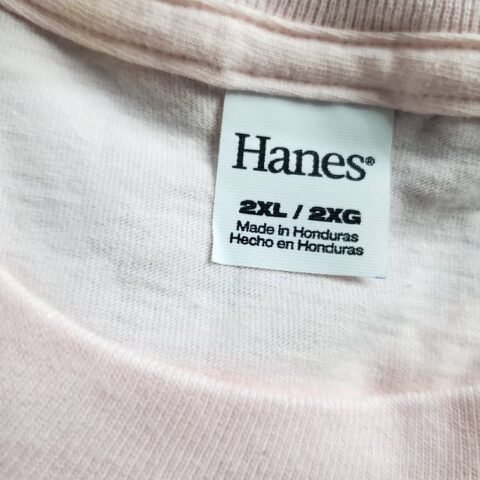 Hanes®
2XL / 2XG
Made in Honduras
Hecho en Honduras